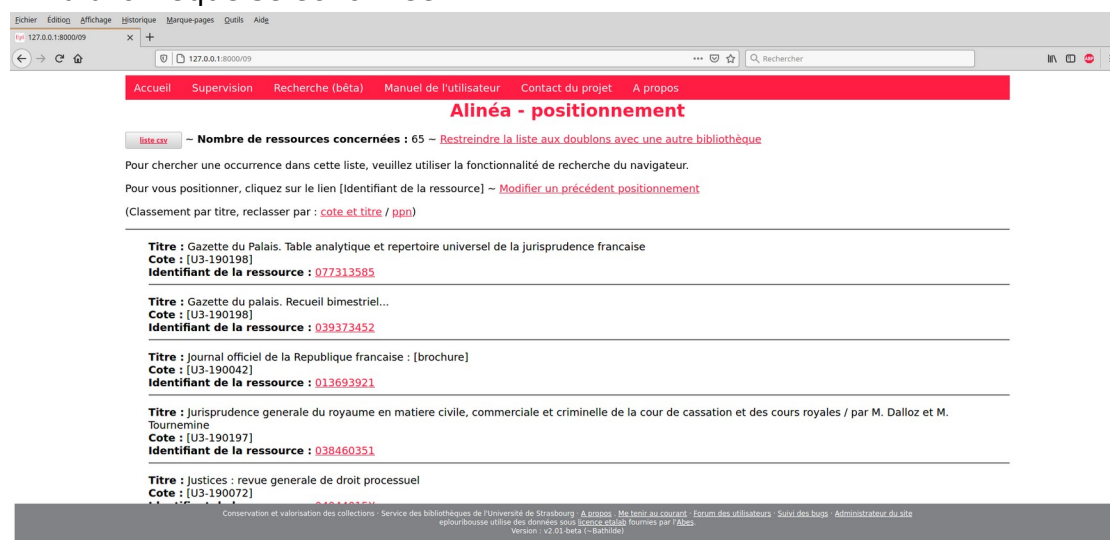 Fichier Édition Affichage Historique Marque-pages Outils Aide
127.0.0.1:8000/09
127.0.0.1:8000/09
Rechercher
Accueil Supervision Recherche (bêta) Manuel de l'utilisateur Contact du projet A propos
Alinéa - positionnement
liste csv ~ Nombre de ressources concernées : 65 ~ Restreindre la liste aux doublons avec une autre bibliothèque
Pour chercher une occurrence dans cette liste, veuillez utiliser la fonctionnalité de recherche du navigateur.
Pour vous positionner, cliquez sur le lien [Identifiant de la ressource] ~ Modifier un précédent positionnement
(Classement par titre, reclasser par : cote et titre / ppn)
Titre : Gazette du Palais. Table analytique et repertoire universel de la jurisprudence francaise
Cote : [U3-190198]
Identifiant de la ressource : 077313585
Titre : Gazette du palais. Recueil bimestriel...
Cote : [U3-190198]
Identifiant de la ressource : 039373452
Titre : Journal officiel de la Republique francaise : [brochure]
Cote : [U3-190042]
Identifiant de la ressource : 013693921
Titre : Jurisprudence generale du royaume en matiere civile, commerciale et criminelle de la cour de cassation et des cours royales / par M. Dalloz et M.
Tournemine
Cote : [U3-190197]
Identifiant de la ressource : 038460351
Titre : Justices : revue generale de droit processuel
Cote : [U3-190072]
Conservation et valorisation des collections · Service des bibliothèques de l'Université de Strasbourg · A propos · Me tenir au courant · Forum des utilisateurs · Suivi des bugs · Administrateur du site
eplouribousse utilise des données sous licence etalab fournies par l'Abes.
Version : v2.01-beta (~Bathilde)